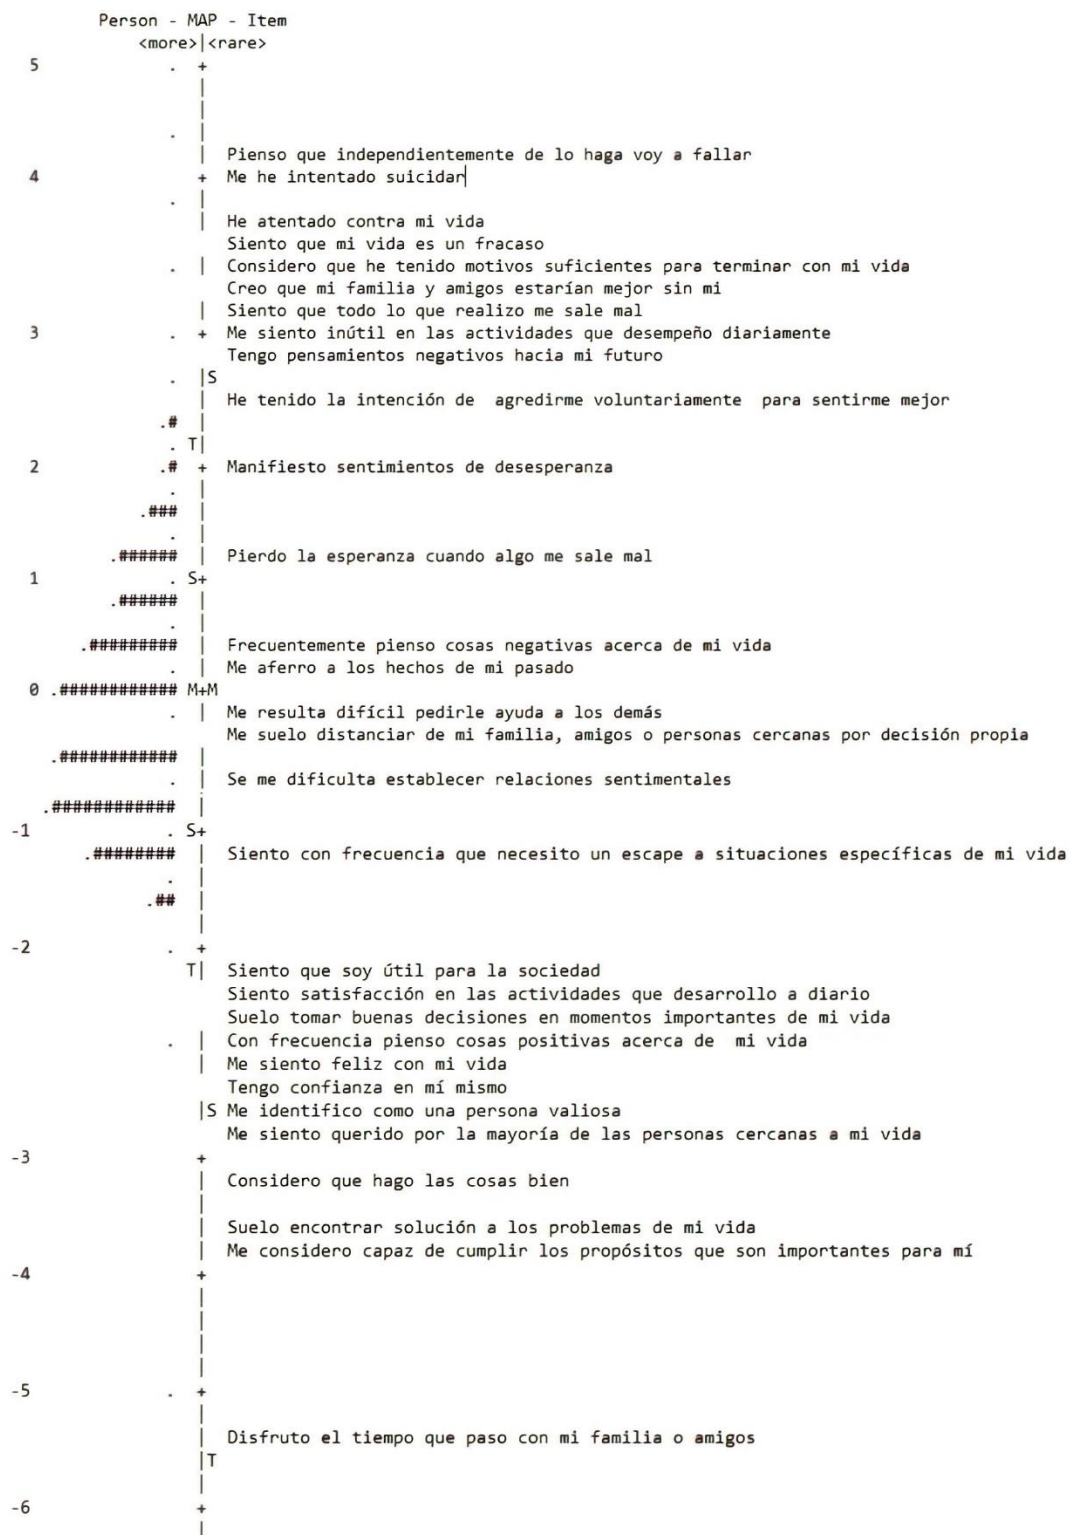 Person - MAP - Item
<more>|<rare>
5 . +
|
|
. |
| Pienso que independientemente de lo haga voy a fallar
4 + Me he intentado suicidar
. |
| He atentado contra mi vida
Siento que mi vida es un fracaso
. | Considero que he tenido motivos suficientes para terminar con mi vida
Creo que mi familia y amigos estarían mejor sin mi
| Siento que todo lo que realizo me sale mal
3 . + Me siento inútil en las actividades que desempeño diariamente
Tengo pensamientos negativos hacia mi futuro
. |S
| He tenido la intención de agredirme voluntariamente para sentirme mejor
.# |
. T|
2 .# + Manifiesto sentimientos de desesperanza
. |
.### |
. |
.###### | Pierdo la esperanza cuando algo me sale mal
1 . S+
.###### |
. |
.######### | Frecuentemente pienso cosas negativas acerca de mi vida
. | Me aferro a los hechos de mi pasado
0 .############ M+M
. | Me resulta difícil pedirle ayuda a los demás
Me suelo distanciar de mi familia, amigos o personas cercanas por decisión propia
.############ |
. | Se me dificulta establecer relaciones sentimentales
.############ |
-1 . S+
.######## | Siento con frecuencia que necesito un escape a situaciones específicas de mi vida
. |
.## |
|
-2 . +
T| Siento que soy útil para la sociedad
Siento satisfacción en las actividades que desarrollo a diario
Suelo tomar buenas decisiones en momentos importantes de mi vida
. | Con frecuencia pienso cosas positivas acerca de mi vida
| Me siento feliz con mi vida
Tengo confianza en mí mismo
|S Me identifico como una persona valiosa
Me siento querido por la mayoría de las personas cercanas a mi vida
-3 +
| Considero que hago las cosas bien
|
| Suelo encontrar solución a los problemas de mi vida
| Me considero capaz de cumplir los propósitos que son importantes para mí
-4 +
|
|
|
|
-5 . +
|
| Disfruto el tiempo que paso con mi familia o amigos
|T
|
-6 +
|